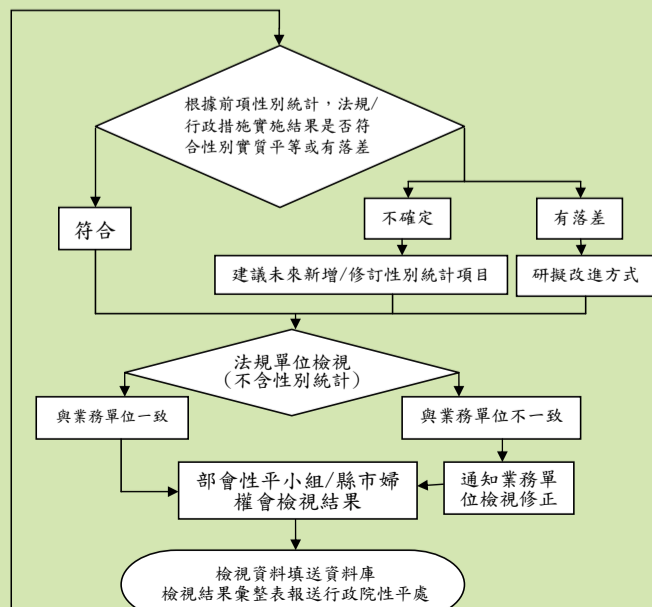 根據前項性別統計，法規/
行政措施實施結果是否符
合性別實質平等或有落差
符合
不確定
有落差
建議未來新增/修訂性別統計項目
研擬改進方式
法規單位檢視
(不含性別統計)
與業務單位一致
與業務單位不一致
部會性平小組/縣市婦
權會檢視結果
通知業務單
位檢視修正
檢視資料填送資料庫
檢視結果彙整表報送行政院性平處